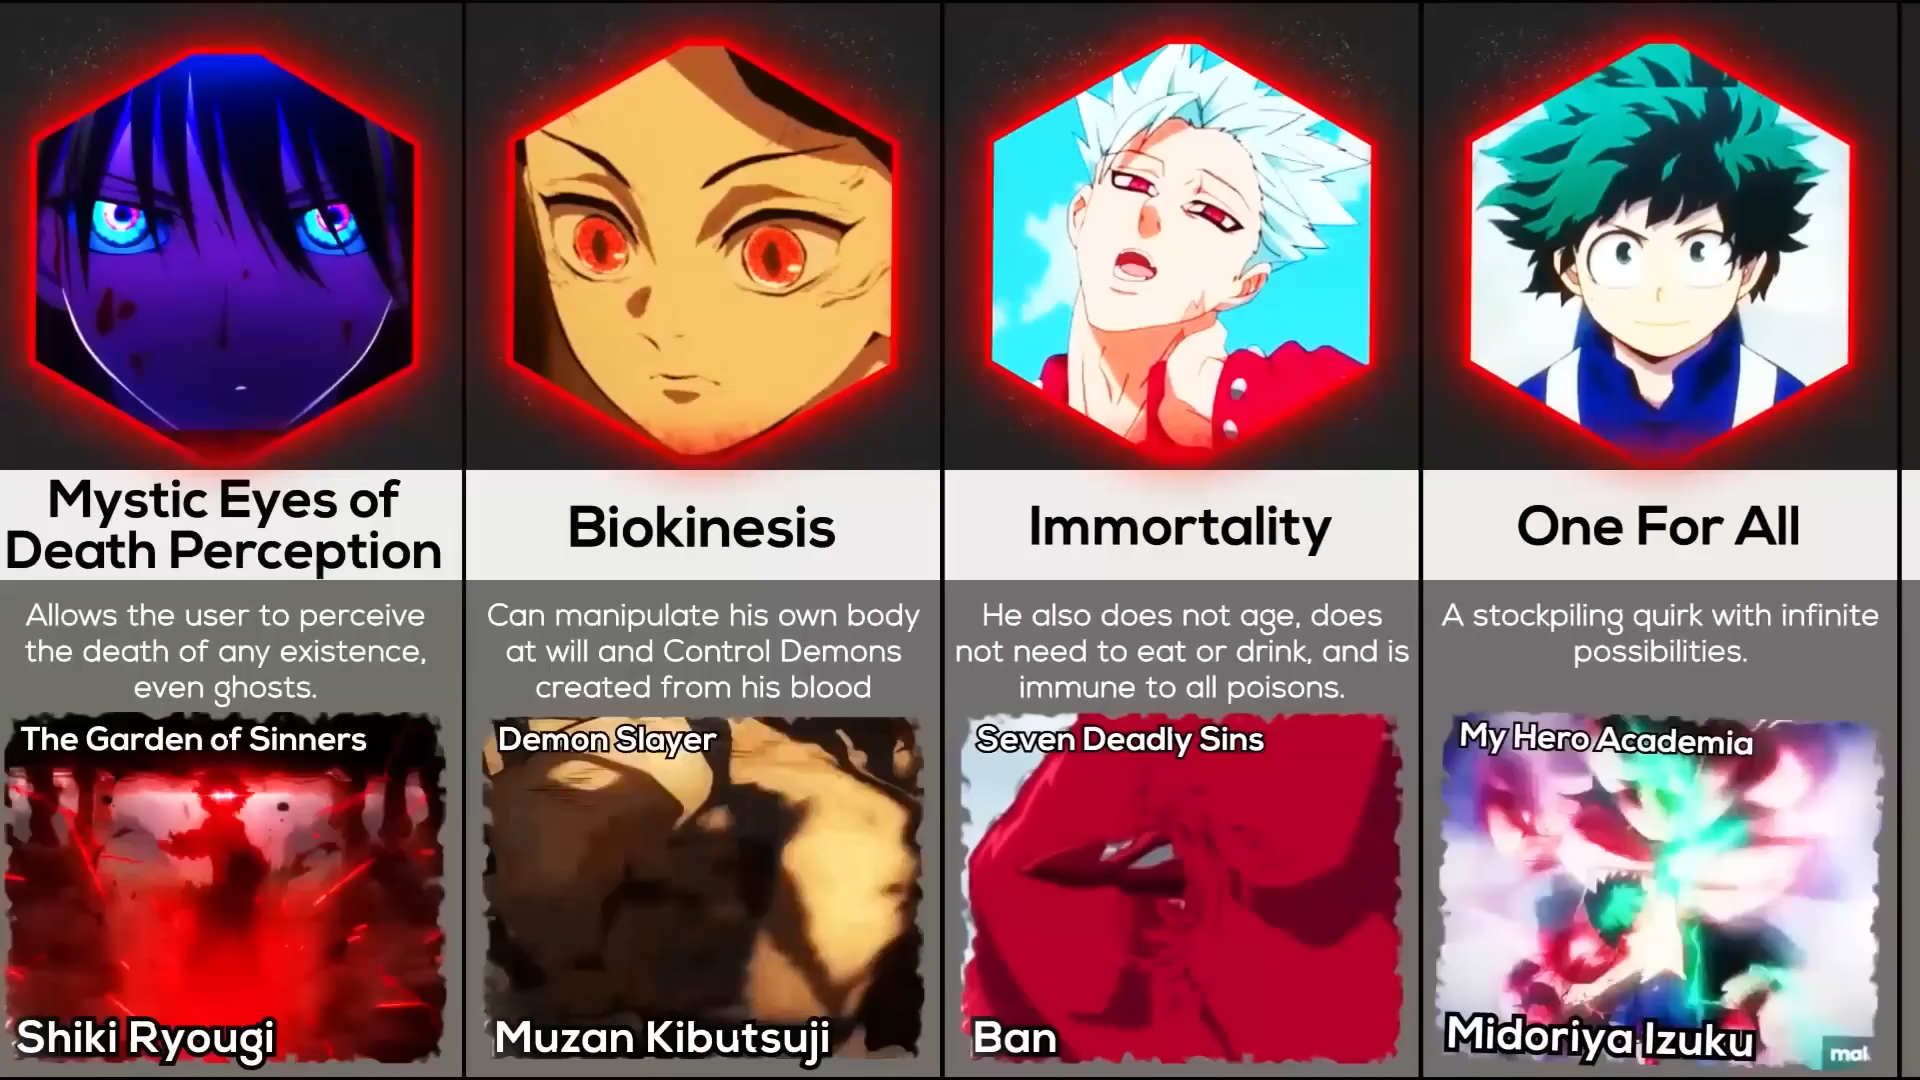 Mystic Eyes of
Death Perception
Allows the user to perceive
the death of any existence,
even ghosts.
The Garden of Sinners
Shiki Ryougi
Biokinesis
Can manipulate his own body
at will and Control Demons
created from his blood
Demon Slayer
Muzan Kibutsuji
Immortality
He also does not age, does
not need to eat or drink, and is
immune to all poisons.
Seven Deadly Sins
Ban
One For All
A stockpiling quirk with infinite
possibilities.
My Hero Academia
Midoriya Izuku
mal